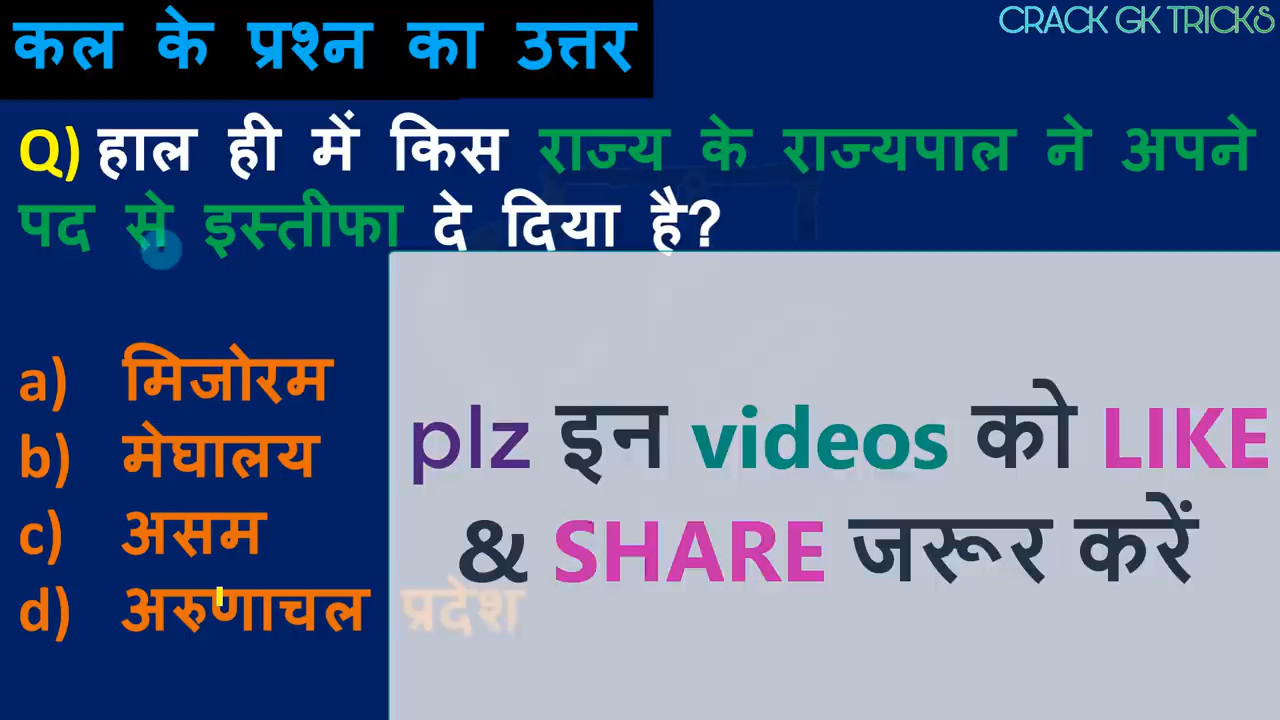 कल के प्रश्न का उत्तर
CRACK GK TRICKS
Q) हाल ही में किस राज्य के राज्यपाल ने अपने
पद से इस्तीफा दे दिया है?
a) मिजोरम
b) मेघालय
c) असम
d) अरुणाचल प्रदेश
plz इन videos को LIKE
& SHARE जरूर करें